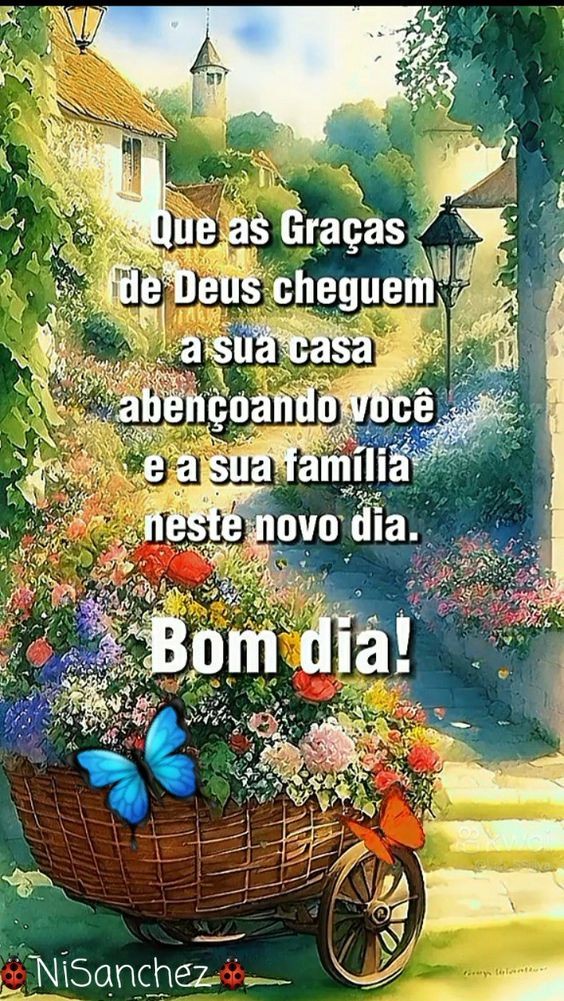 Que as Graças
de Deus cheguem
a sua casa
abençoando você
e a sua família
neste novo dia.
Bom dia!
🐞NiSanchez🐞